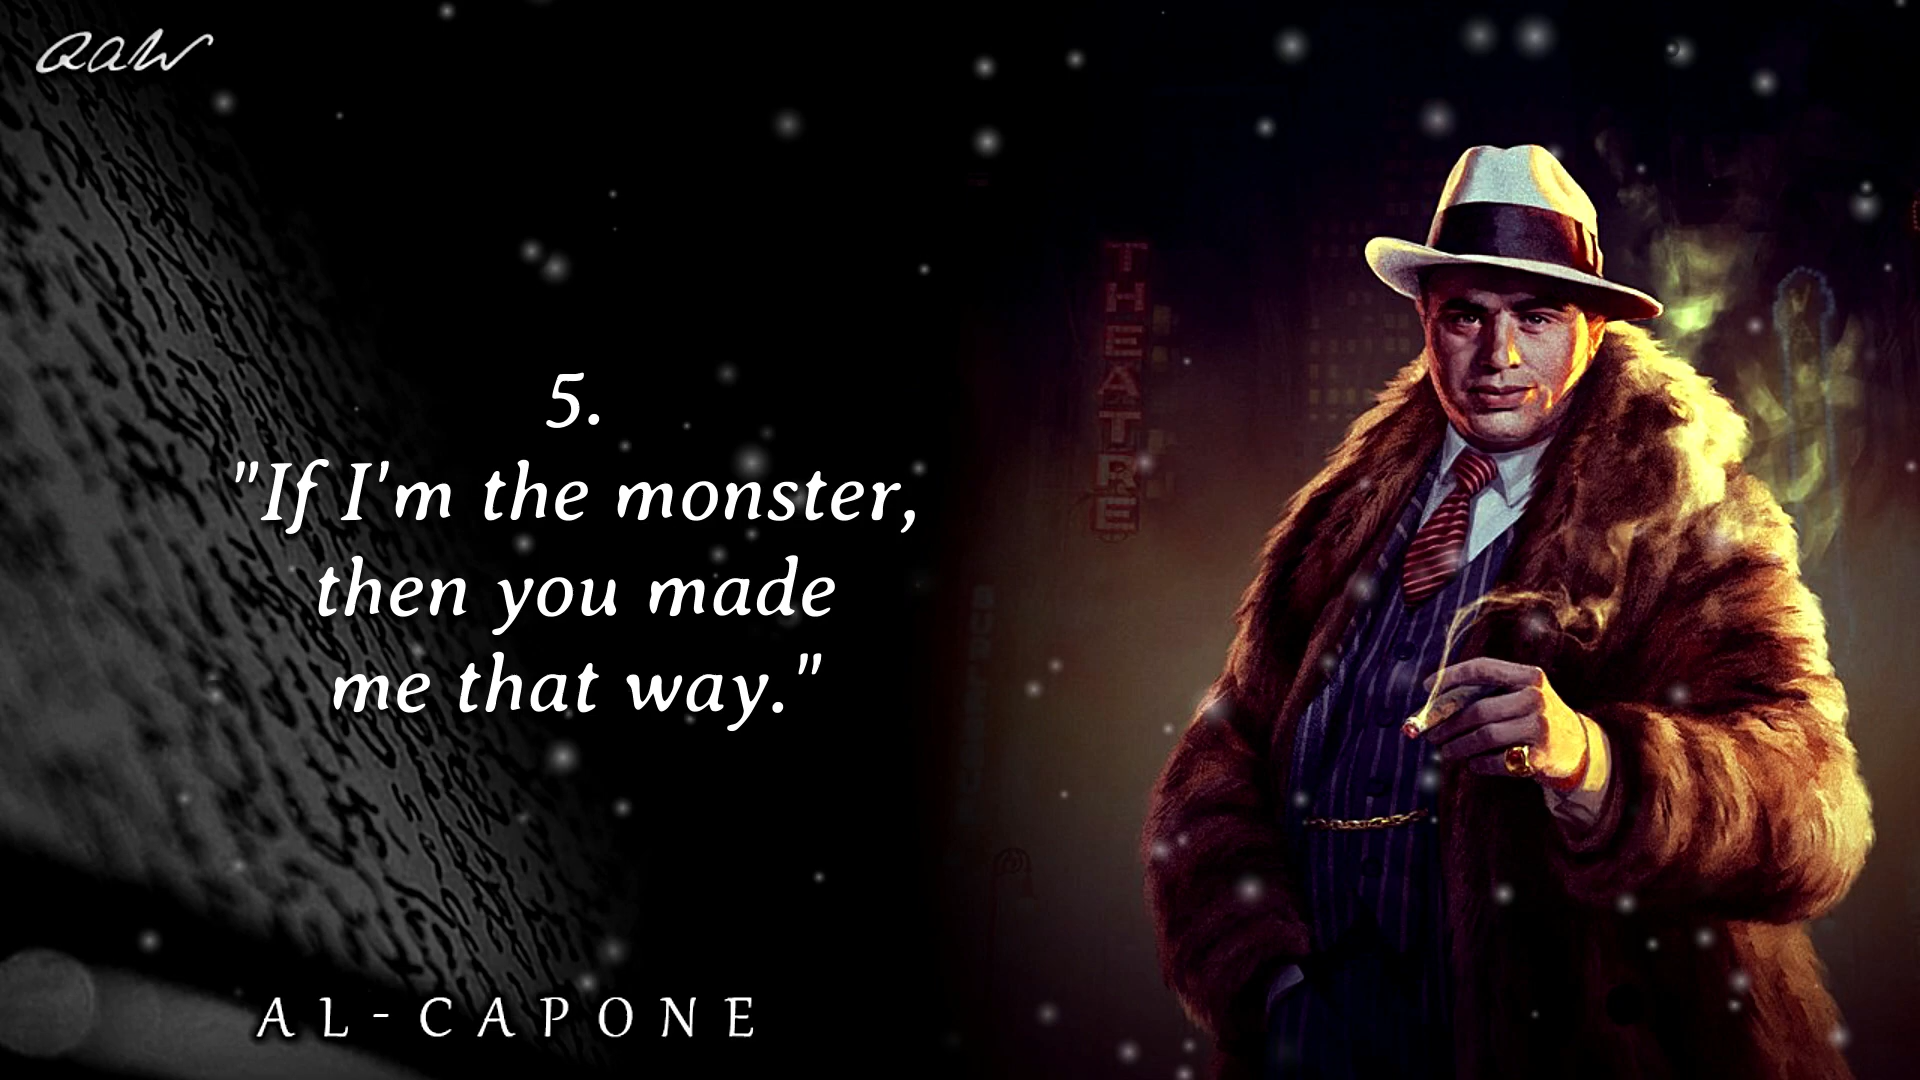 QAW
5.
"If I'm the monster,
then you made
me that way."
AL-CAPONE
THEATRE